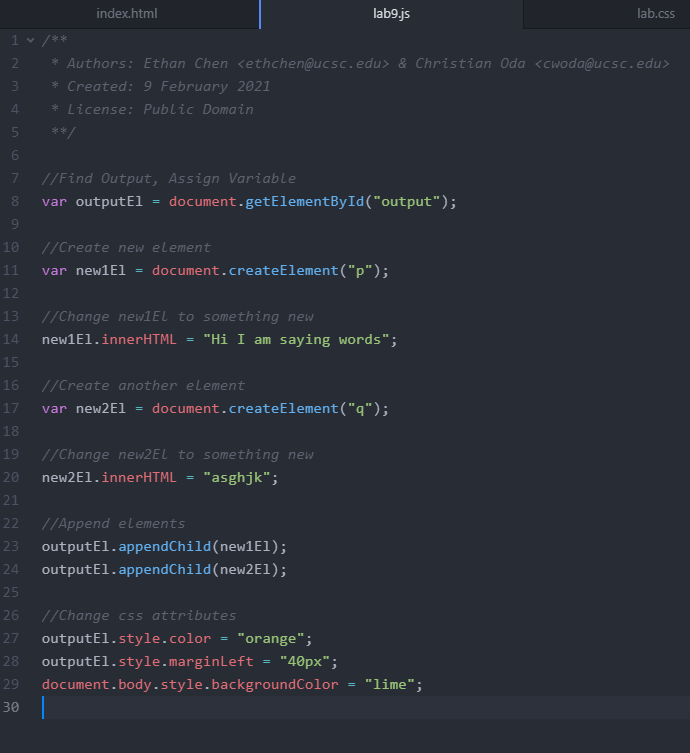 index.html lab9.js lab.css
1 /**
2  * Authors: Ethan Chen <ethchen@ucsc.edu> & Christian Oda <cwoda@ucsc.edu>
3  * Created: 9 February 2021
4  * License: Public Domain
5  **/
6
7 //Find Output, Assign Variable
8 var outputEl = document.getElementById("output");
9
10 //Create new element
11 var new1El = document.createElement("p");
12
13 //Change new1El to something new
14 new1El.innerHTML = "Hi I am saying words";
15
16 //Create another element
17 var new2El = document.createElement("q");
18
19 //Change new2El to something new
20 new2El.innerHTML = "asghjk";
21
22 //Append elements
23 outputEl.appendChild(new1El);
24 outputEl.appendChild(new2El);
25
26 //Change css attributes
27 outputEl.style.color = "orange";
28 outputEl.style.marginLeft = "40px";
29 document.body.style.backgroundColor = "lime";
30